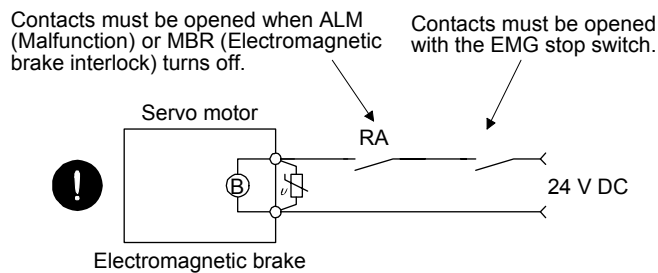 Contacts must be opened when ALM
(Malfunction) or MBR (Electromagnetic
brake interlock) turns off.
Contacts must be opened
with the EMG stop switch.
Servo motor
RA
B
υ
24 V DC
Electromagnetic brake